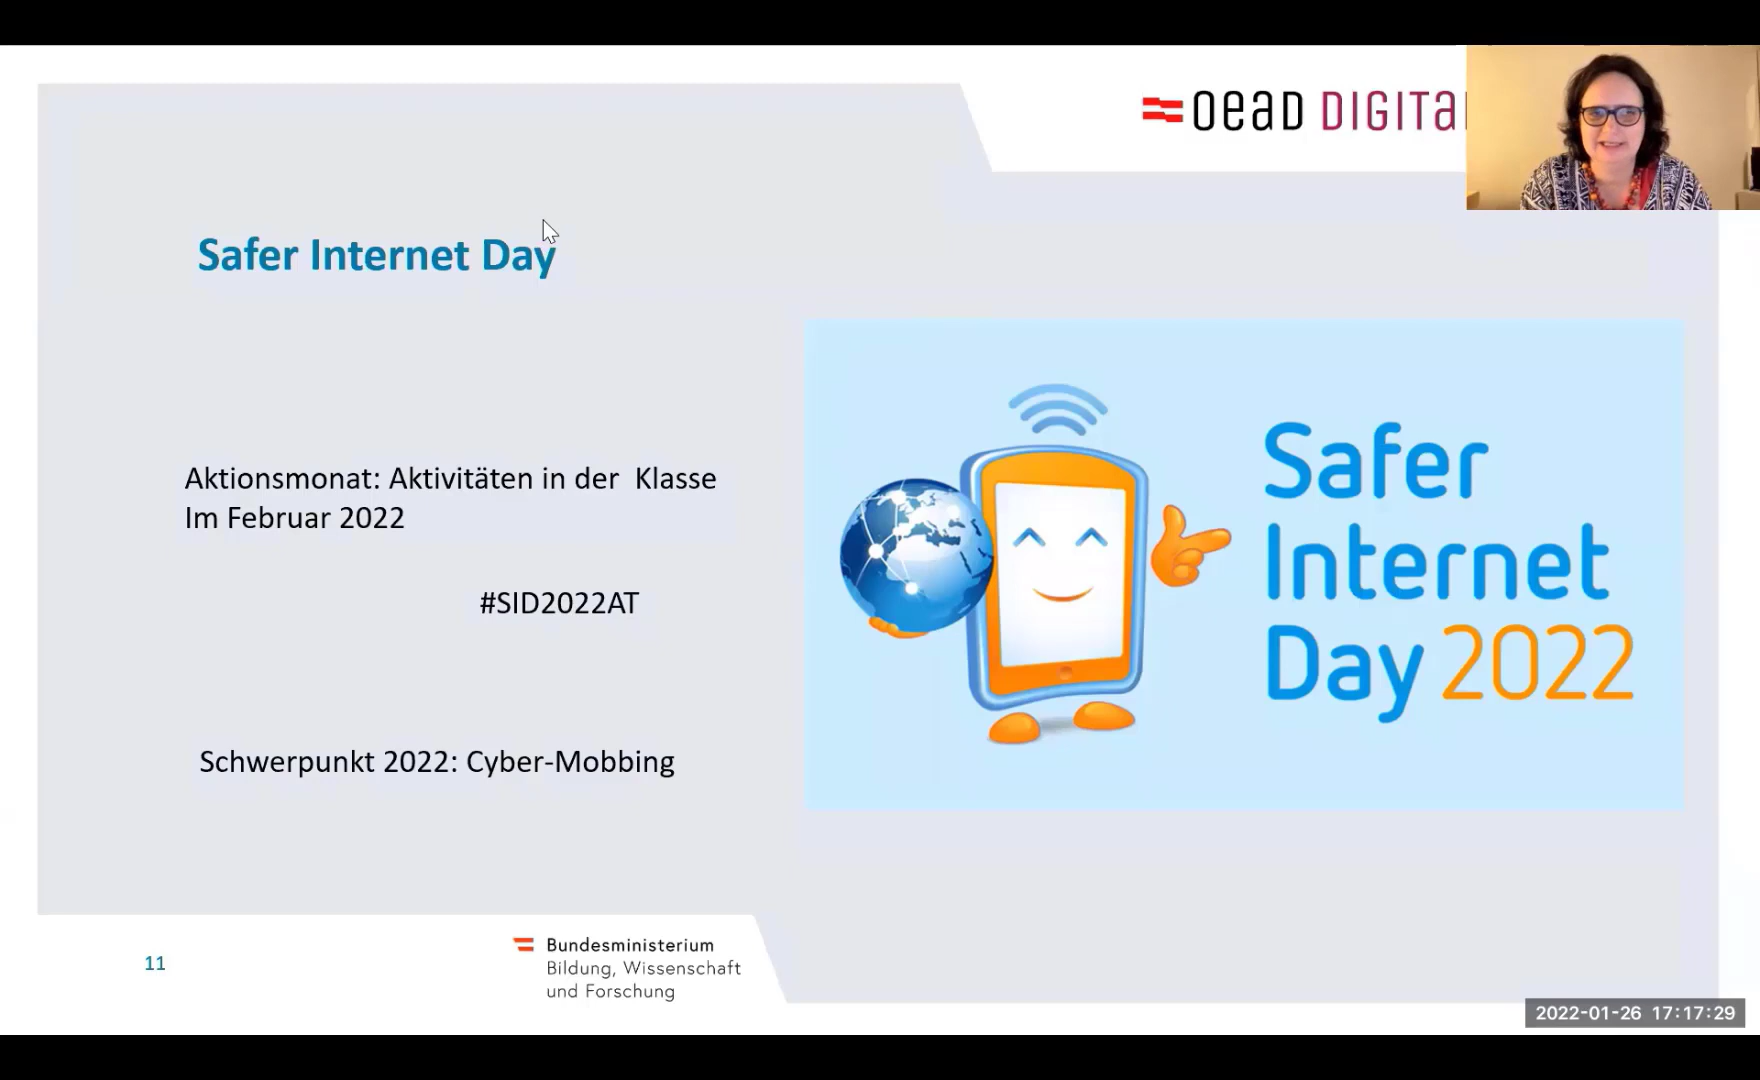 OeAD DIGITA
Safer Internet Day
Aktionsmonat: Aktivitäten in der  Klasse
Im Februar 2022
#SID2022AT
Schwerpunkt 2022: Cyber-Mobbing
Safer
Internet
Day 2022
11
Bundesministerium
Bildung, Wissenschaft
und Forschung
2022-01-26 17:17:29